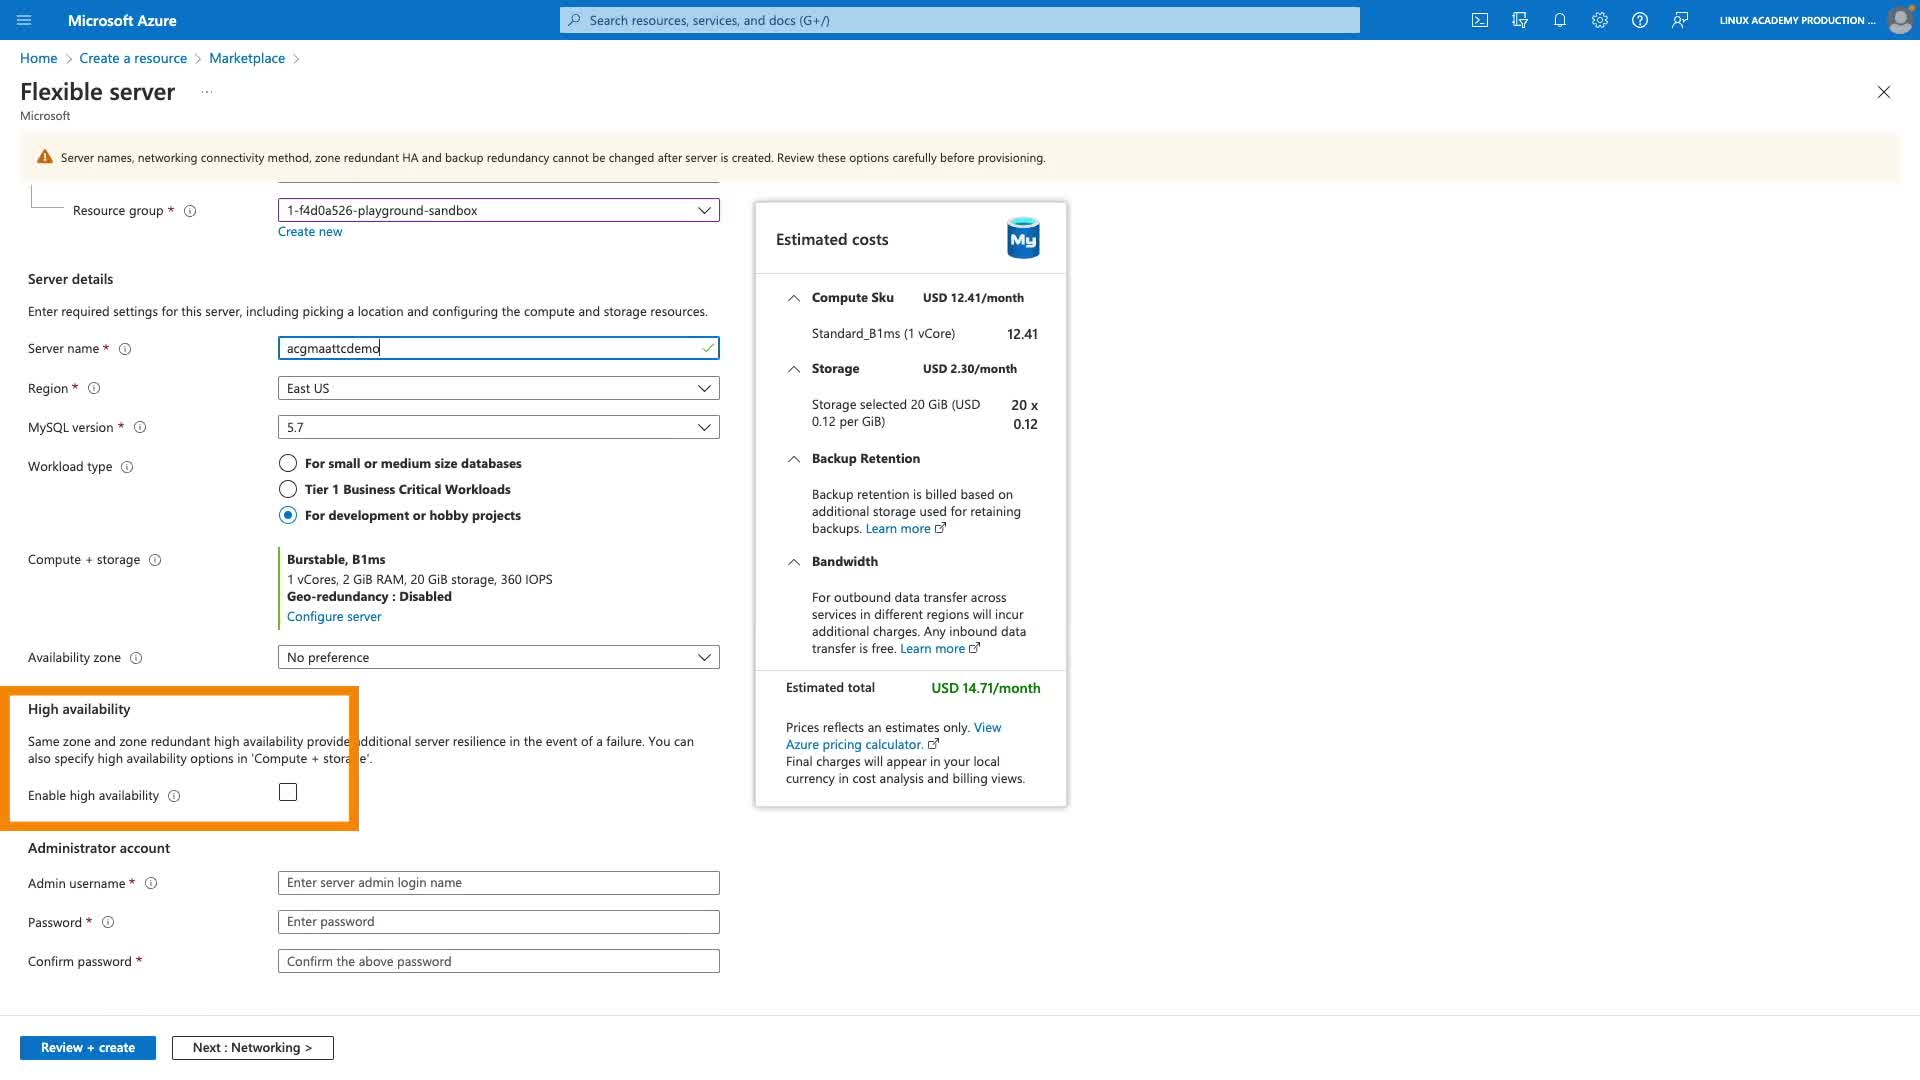 Microsoft Azure
Search resources, services, and docs (G+/)
LINUX ACADEMY PRODUCTION ...
Home > Create a resource > Marketplace >
Flexible server ...
Microsoft
Server names, networking connectivity method, zone redundant HA and backup redundancy cannot be changed after server is created. Review these options carefully before provisioning.
Resource group *
1-f4d0a526-playground-sandbox
Create new
Server details
Enter required settings for this server, including picking a location and configuring the compute and storage resources.
Server name *
acgmaattcdemo
Region *
East US
MySQL version *
5.7
Workload type
For small or medium size databases
Tier 1 Business Critical Workloads
For development or hobby projects
Compute + storage
Burstable, B1ms
1 vCores, 2 GiB RAM, 20 GiB storage, 360 IOPS
Geo-redundancy : Disabled
Configure server
Availability zone
No preference
High availability
Same zone and zone redundant high availability provide additional server resilience in the event of a failure. You can
also specify high availability options in 'Compute + storage'.
Enable high availability
Administrator account
Admin username *
Enter server admin login name
Password *
Enter password
Confirm password *
Confirm the above password
Review + create
Next : Networking >
Estimated costs
My
Compute Sku USD 12.41/month
Standard_B1ms (1 vCore) 12.41
Storage USD 2.30/month
Storage selected 20 GiB (USD 20 x
0.12 per GiB) 0.12
Backup Retention
Backup retention is billed based on
additional storage used for retaining
backups. Learn more
Bandwidth
For outbound data transfer across
services in different regions will incur
additional charges. Any inbound data
transfer is free. Learn more
Estimated total USD 14.71/month
Prices reflects an estimates only. View
Azure pricing calculator.
Final charges will appear in your local
currency in cost analysis and billing views.